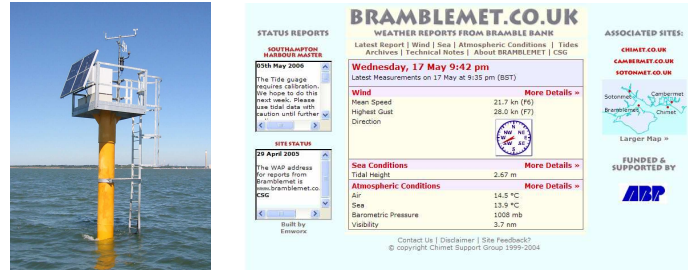 STATUS REPORTS
SOUTHAMPTON
HARBOUR MASTER
05th May 2006
The Tide guage
requires calibration.
We hope to do this
next week. Please
use tidal data with
caution until further
SITE STATUS
29 April 2005
The WAP address
for reports from
Bramblemet is
www.bramblemet.co.
CSG
Built by
Emworx
BRAMBLEMET.CO.UK
WEATHER REPORTS FROM BRAMBLE BANK
Latest Report | Wind | Sea | Atmospheric Conditions | Tides
Archives | Technical Notes | About BRAMBLEMET | CSG
Wednesday, 17 May 9:42 pm
Latest Measurements on 17 May at 9:35 pm (BST)
Wind More Details »
Mean Speed 21.7 kn (F6)
Highest Gust 28.0 kn (F7)
Direction
N
NW NE
W E
SW SE
S
Sea Conditions More Details »
Tidal Height 2.67 m
Atmospheric Conditions More Details »
Air 14.5 °C
Sea 13.9 °C
Barometric Pressure 1008 mb
Visibility 3.7 nm
Contact Us | Disclaimer | Site Feedback?
© copyright Chimet Support Group 1999-2004
ASSOCIATED SITES:
CHIMET.CO.UK
CAMBERMET.CO.UK
SOTONMET.CO.UK
Sotonmet Cambermet
Bramblemet Chimet
Larger Map »
FUNDED &
SUPPORTED BY
ABP